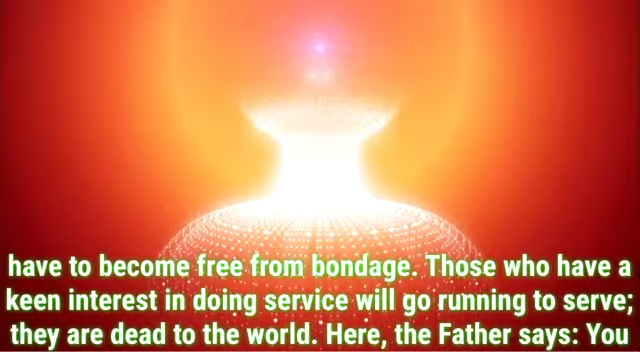 have to become free from bondage. Those who have a
keen interest in doing service will go running to serve;
they are dead to the world. Here, the Father says: You